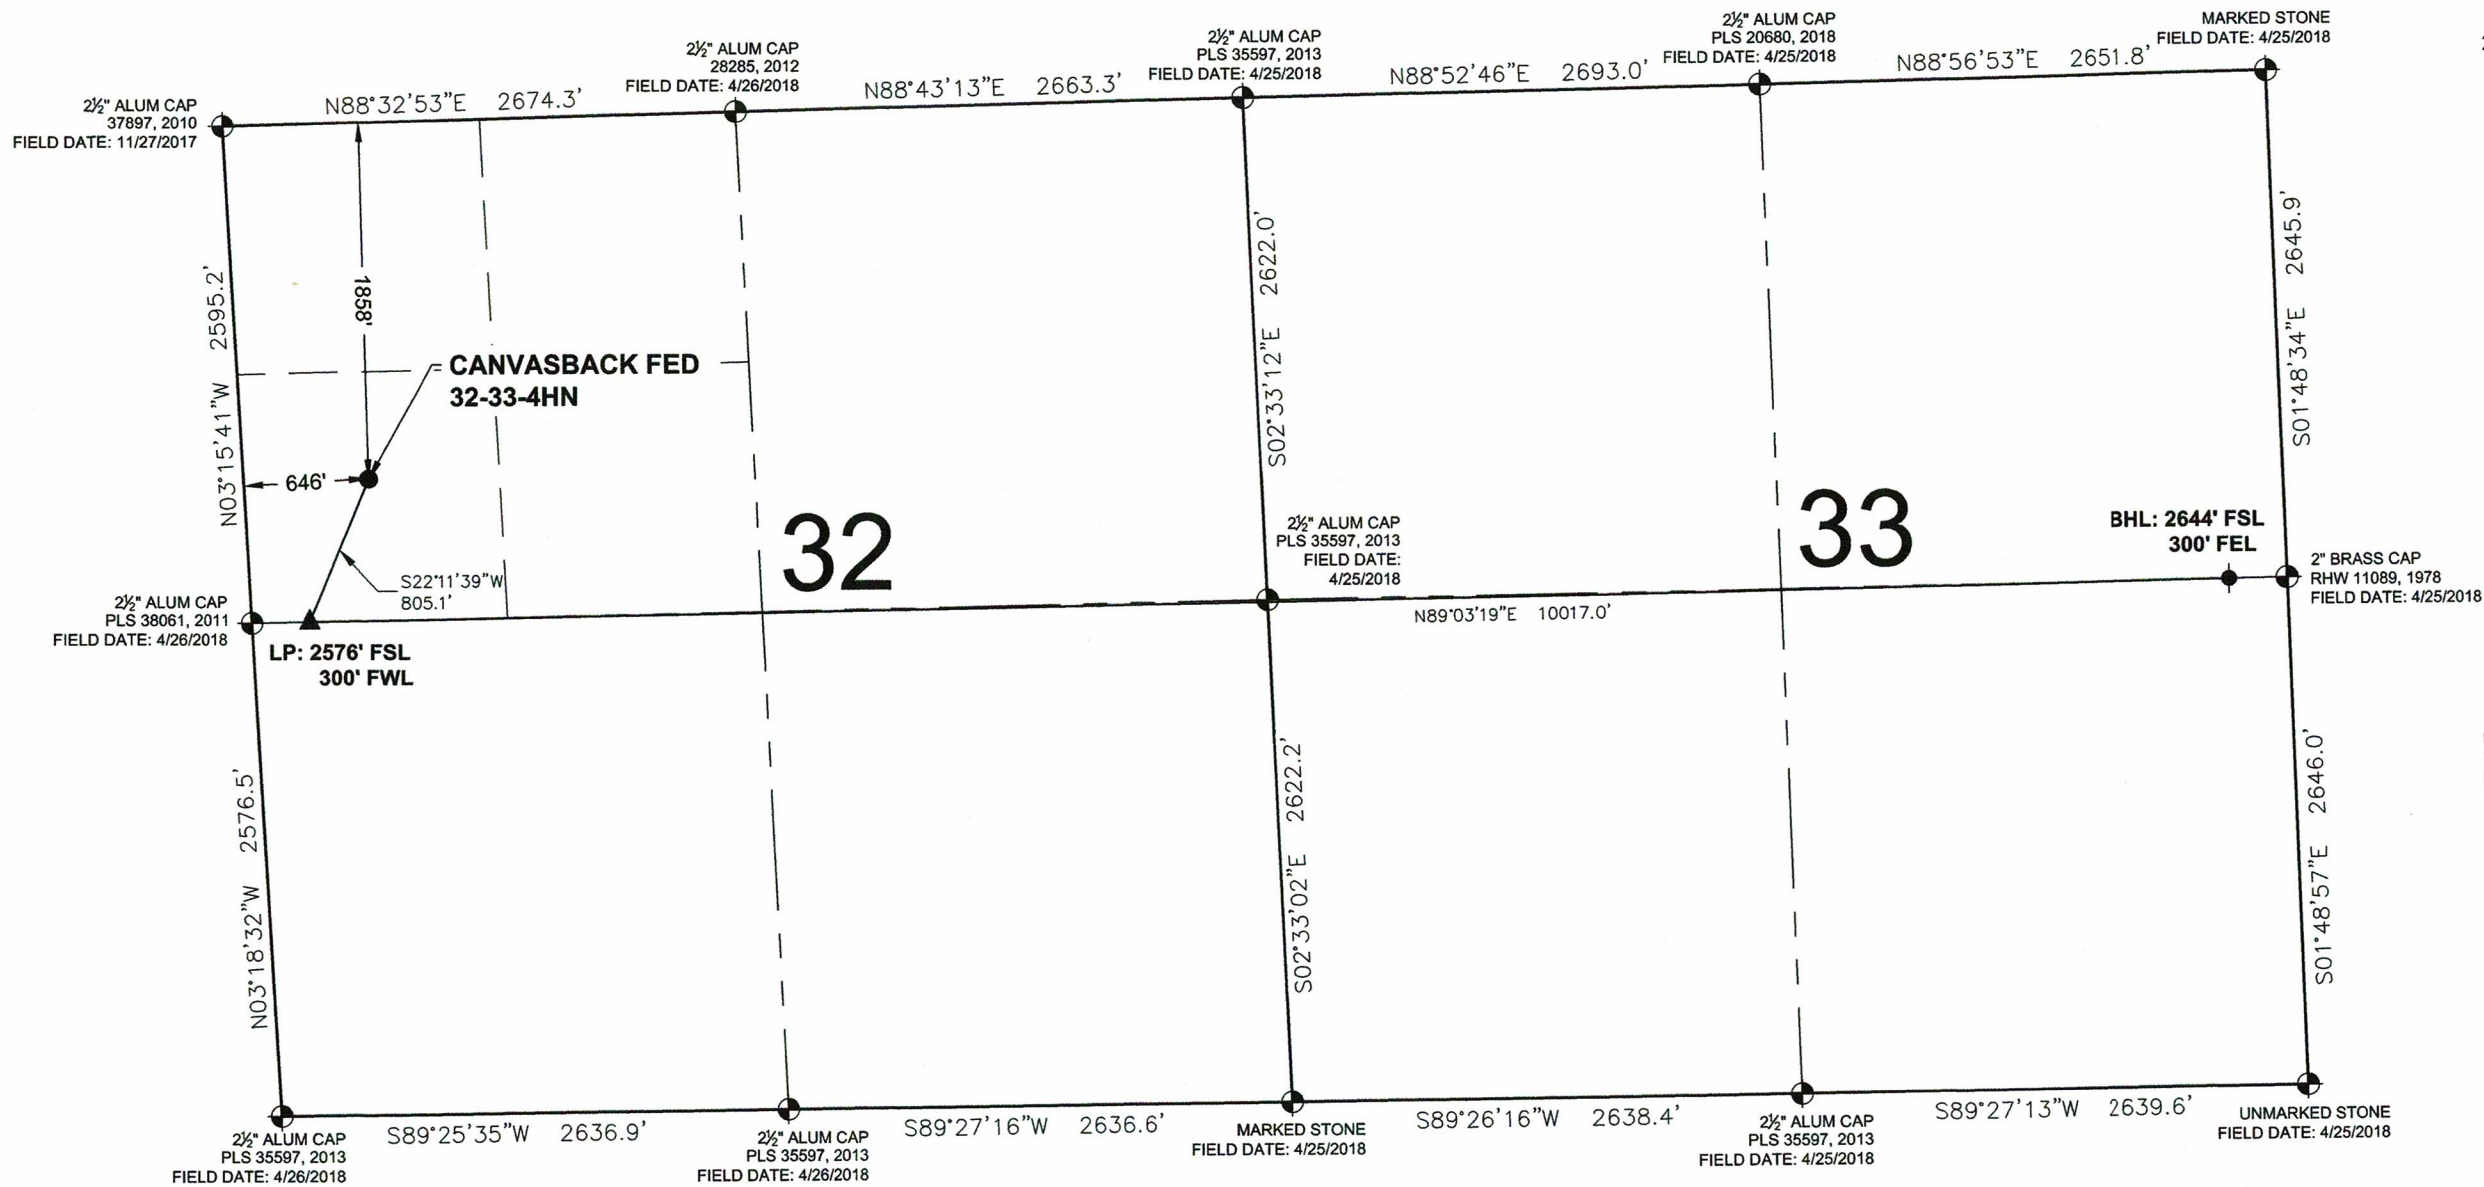 2½" ALUM CAP
37897, 2010
FIELD DATE: 11/27/2017
N88°32'53"E 2674.3'
2½" ALUM CAP
28285, 2012
FIELD DATE: 4/26/2018
N88°43'13"E 2663.3'
2½" ALUM CAP
PLS 35597, 2013
FIELD DATE: 4/25/2018
N88°52'46"E 2693.0'
2½" ALUM CAP
PLS 20680, 2018
FIELD DATE: 4/25/2018
N88°56'53"E 2651.8'
MARKED STONE
FIELD DATE: 4/25/2018
N03°15'41"W 2595.2'
1858'
CANVASBACK FED
32-33-4HN
646'
S22°11'39"W
805.1'
S02°33'12"E 2622.0'
S01°48'34"E 2645.9'
32
33
2½" ALUM CAP
PLS 35597, 2013
FIELD DATE:
4/25/2018
BHL: 2644' FSL
300' FEL
2" BRASS CAP
RHW 11089, 1978
FIELD DATE: 4/25/2018
2½" ALUM CAP
PLS 38061, 2011
FIELD DATE: 4/26/2018
LP: 2576' FSL
300' FWL
N89°03'19"E 10017.0'
N03°18'32"W 2576.5'
S02°33'02"E 2622.2'
S01°48'57"E 2646.0'
2½" ALUM CAP
PLS 35597, 2013
FIELD DATE: 4/26/2018
S89°25'35"W 2636.9'
2½" ALUM CAP
PLS 35597, 2013
FIELD DATE: 4/26/2018
S89°27'16"W 2636.6'
MARKED STONE
FIELD DATE: 4/25/2018
S89°26'16"W 2638.4'
2½" ALUM CAP
PLS 35597, 2013
FIELD DATE: 4/25/2018
S89°27'13"W 2639.6'
UNMARKED STONE
FIELD DATE: 4/25/2018